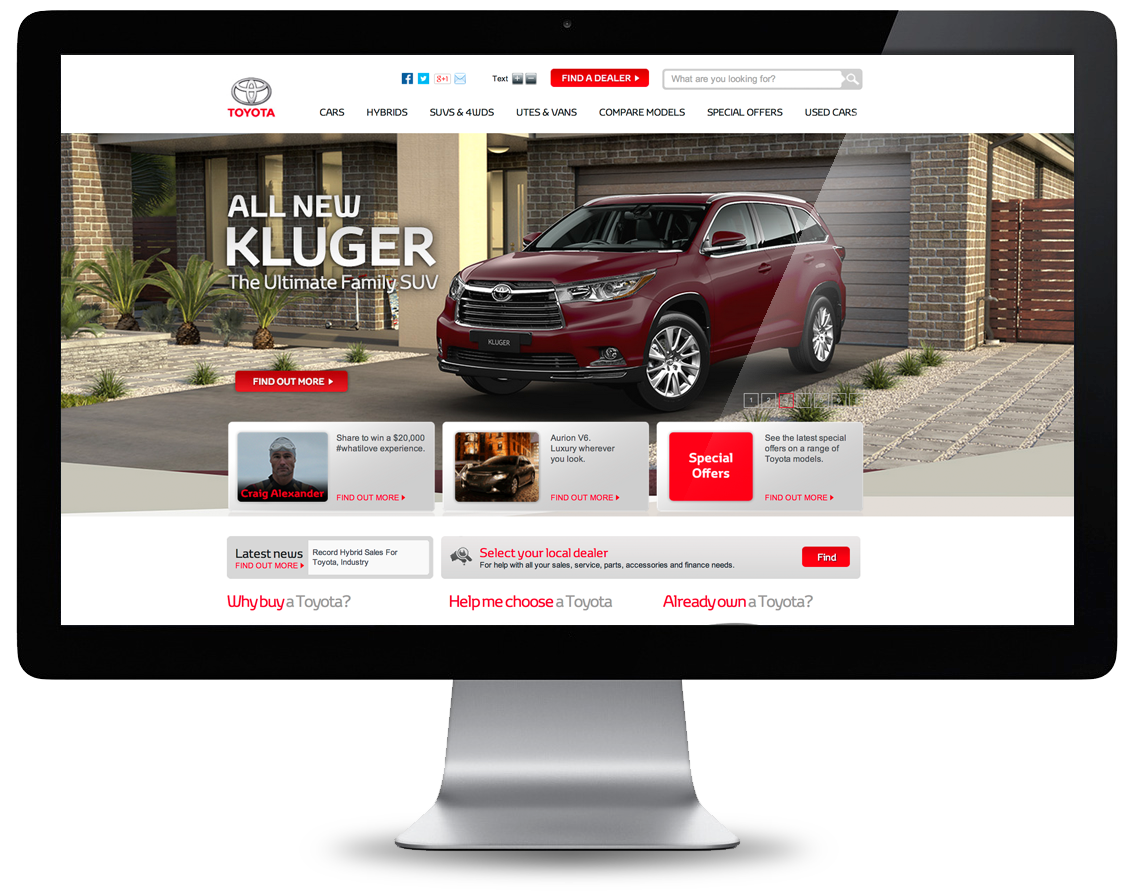 Text + −
FIND A DEALER
What are you looking for?
TOYOTA
CARS HYBRIDS SUVS & 4WDS UTES & VANS COMPARE MODELS SPECIAL OFFERS USED CARS
ALL NEW
KLUGER
The Ultimate Family SUV
KLUGER
FIND OUT MORE
1
Craig Alexander
Share to win a $20,000
#whatilove experience.
FIND OUT MORE
Aurion V6.
Luxury wherever
you look.
FIND OUT MORE
Special
Offers
See the latest special
offers on a range of
Toyota models.
FIND OUT MORE
Latest news
FIND OUT MORE
Record Hybrid Sales For
Toyota, Industry
Select your local dealer
For help with all your sales, service, parts, accessories and finance needs.
Find
Why buy a Toyota?
Help me choose a Toyota
Already own a Toyota?